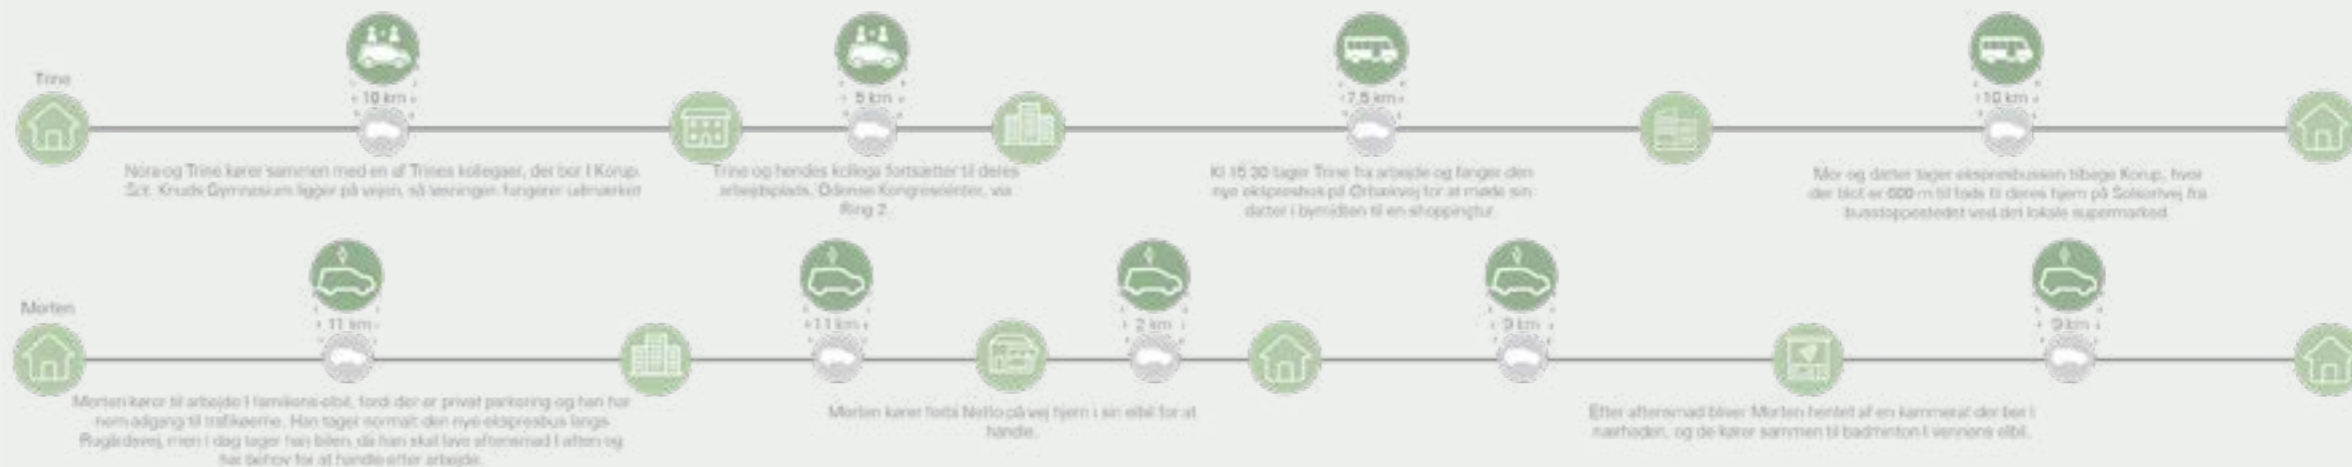 Trine
10 km
5 km
7,5 km
10 km
Nora og Trine kører sammen med en af Trines kollegaer, der bor i Korup.
Sct. Knuds Gymnasium ligger på vejen, så løsningen fungerer udmærket
Trine og hendes kollega fortsætter til deres
arbejdsplads, Odense Kongrescenter, via
Ring 2.
Kl 15.30 tager Trine fra arbejde og fanger den
nye ekspresbus på Ørbækvej for at møde sin
datter i bymidten til en shoppingtur.
Mor og datter tager ekspresbussen tilbage Korup, hvor
der blot er 600 m til fods til deres hjem på Solsortvej fra
busstoppestedet ved det lokale supermarked.
Morten
11 km
11 km
2 km
9 km
9 km
Morten kører til arbejde i familiens elbil, fordi der er privat parkering og han har
nem adgang til trafikårerne. Han tager normalt den nye ekspresbus langs
Rugårdsvej, men i dag tager han bilen, da han skal lave aftensmad i aften og
har behov for at handle efter arbejde.
Morten kører forbi Netto på vej hjem i sin elbil for at
handle.
Efter aftensmad bliver Morten hentet af en kammerat der bor i
nærheden, og de kører sammen til badminton i vennens elbil.